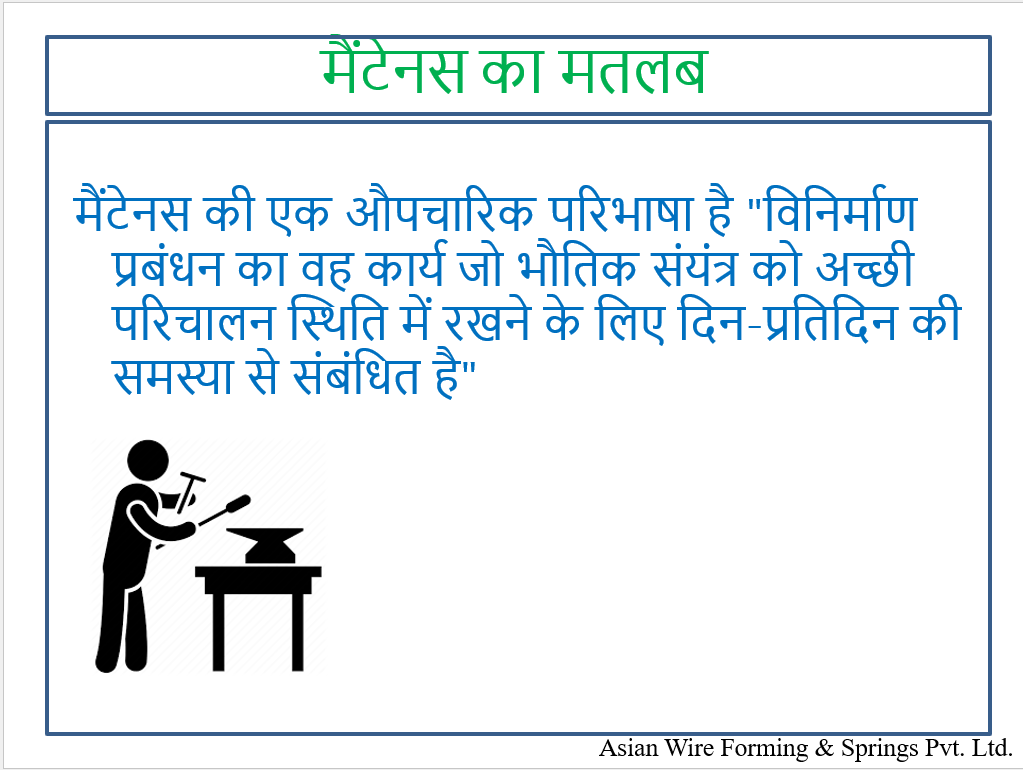 मैंटेनस का मतलब
मैंटेनस की एक औपचारिक परिभाषा है "विनिर्माण
प्रबंधन का वह कार्य जो भौतिक संयंत्र को अच्छी
परिचालन स्थिति में रखने के लिए दिन-प्रतिदिन की
समस्या से संबंधित है"
Asian Wire Forming & Springs Pvt. Ltd.